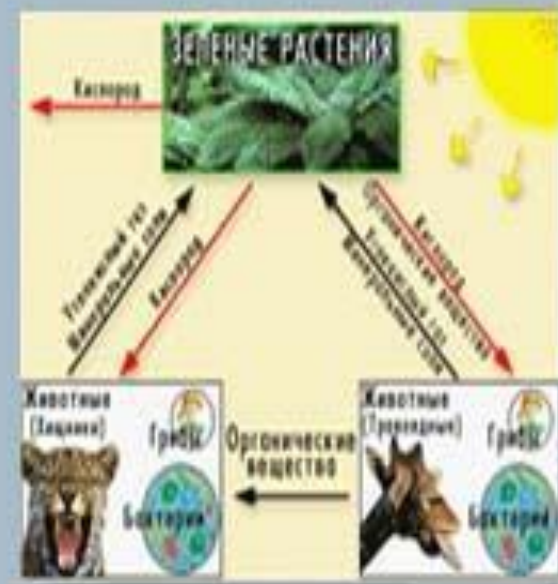 ЗЕЛЕНЫЕ РАСТЕНИЯ
Кислород
Углекислый газ
Минеральные соли
Кислород
Кислород
Органические вещества
Углекислый газ
Минеральные соли
Животные
(Хищники)
Грибы
Бактерии
Органические
вещество
Животные
(Травоядные)
Грибы
Бактерии